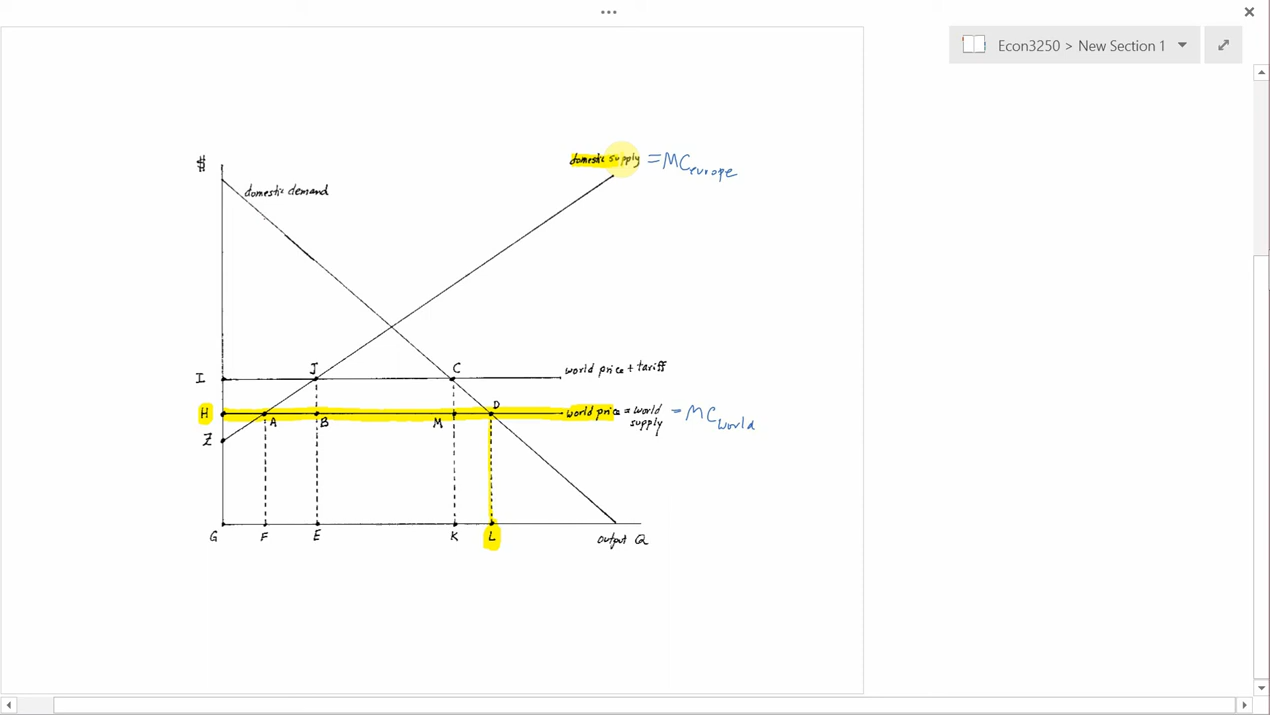 Econ3250 > New Section 1
$
domestic supply = MCeurope
domestic demand
I
J
C
world price + tariff
H
A
B
M
D
world price = world = MCworld
supply
Z
G
F
E
K
L
output Q